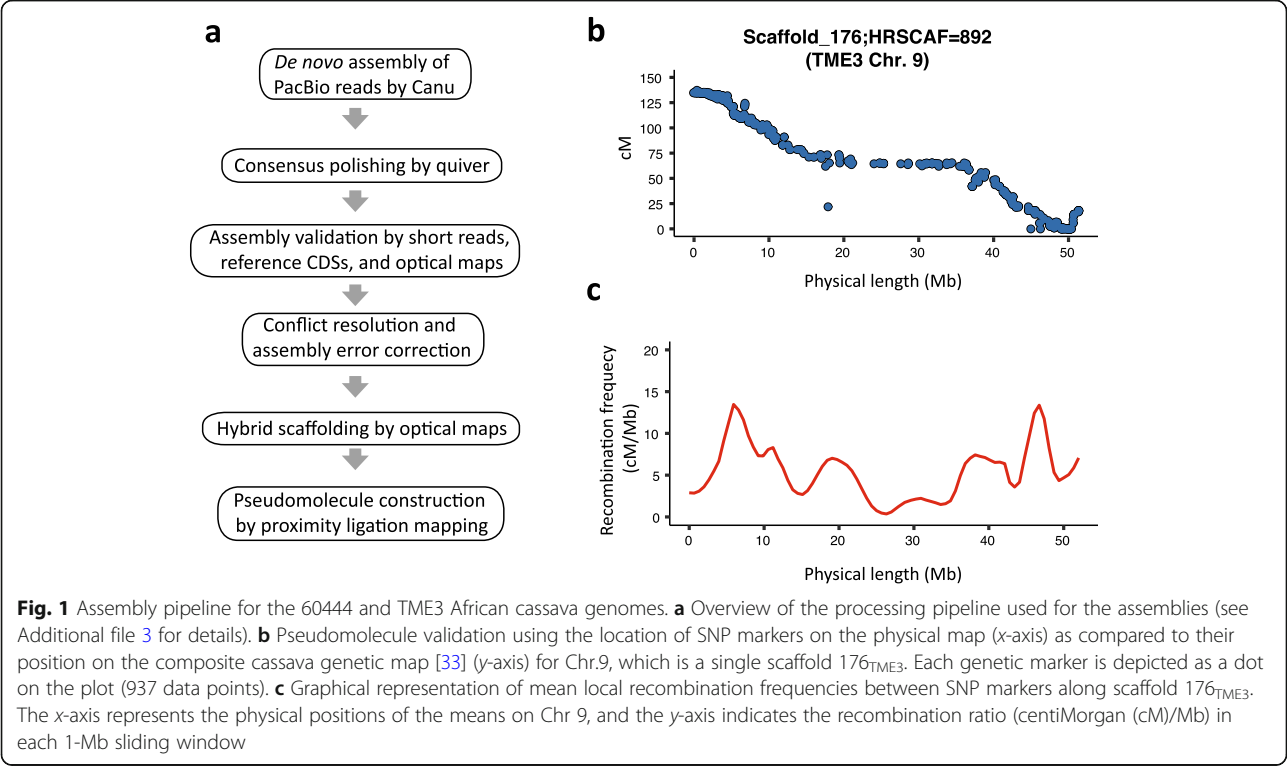 a
De novo assembly of
PacBio reads by Canu
Consensus polishing by quiver
Assembly validation by short reads,
reference CDSs, and optical maps
Conflict resolution and
assembly error correction
Hybrid scaffolding by optical maps
Pseudomolecule construction
by proximity ligation mapping
b
Scaffold_176;HRSCAF=892
(TME3 Chr. 9)
cM
150
125
100
75
50
25
0
0 10 20 30 40 50
Physical length (Mb)
c
Recombination frequecy
(cM/Mb)
20
15
10
5
0
0 10 20 30 40 50
Physical length (Mb)
Fig. 1 Assembly pipeline for the 60444 and TME3 African cassava genomes. a Overview of the processing pipeline used for the assemblies (see
Additional file 3 for details). b Pseudomolecule validation using the location of SNP markers on the physical map (x-axis) as compared to their
position on the composite cassava genetic map [33] (y-axis) for Chr.9, which is a single scaffold 176TME3. Each genetic marker is depicted as a dot
on the plot (937 data points). c Graphical representation of mean local recombination frequencies between SNP markers along scaffold 176TME3.
The x-axis represents the physical positions of the means on Chr 9, and the y-axis indicates the recombination ratio (centiMorgan (cM)/Mb) in
each 1-Mb sliding window